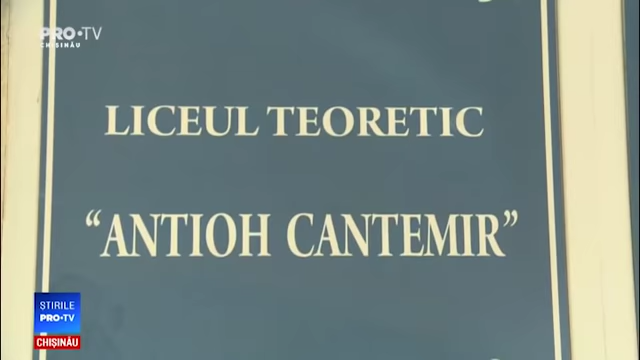 PRO•TV
CHIȘINĂU
LICEUL TEORETIC
“ANTIOH CANTEMIR”
ȘTIRILE
PRO•TV
CHIȘINĂU